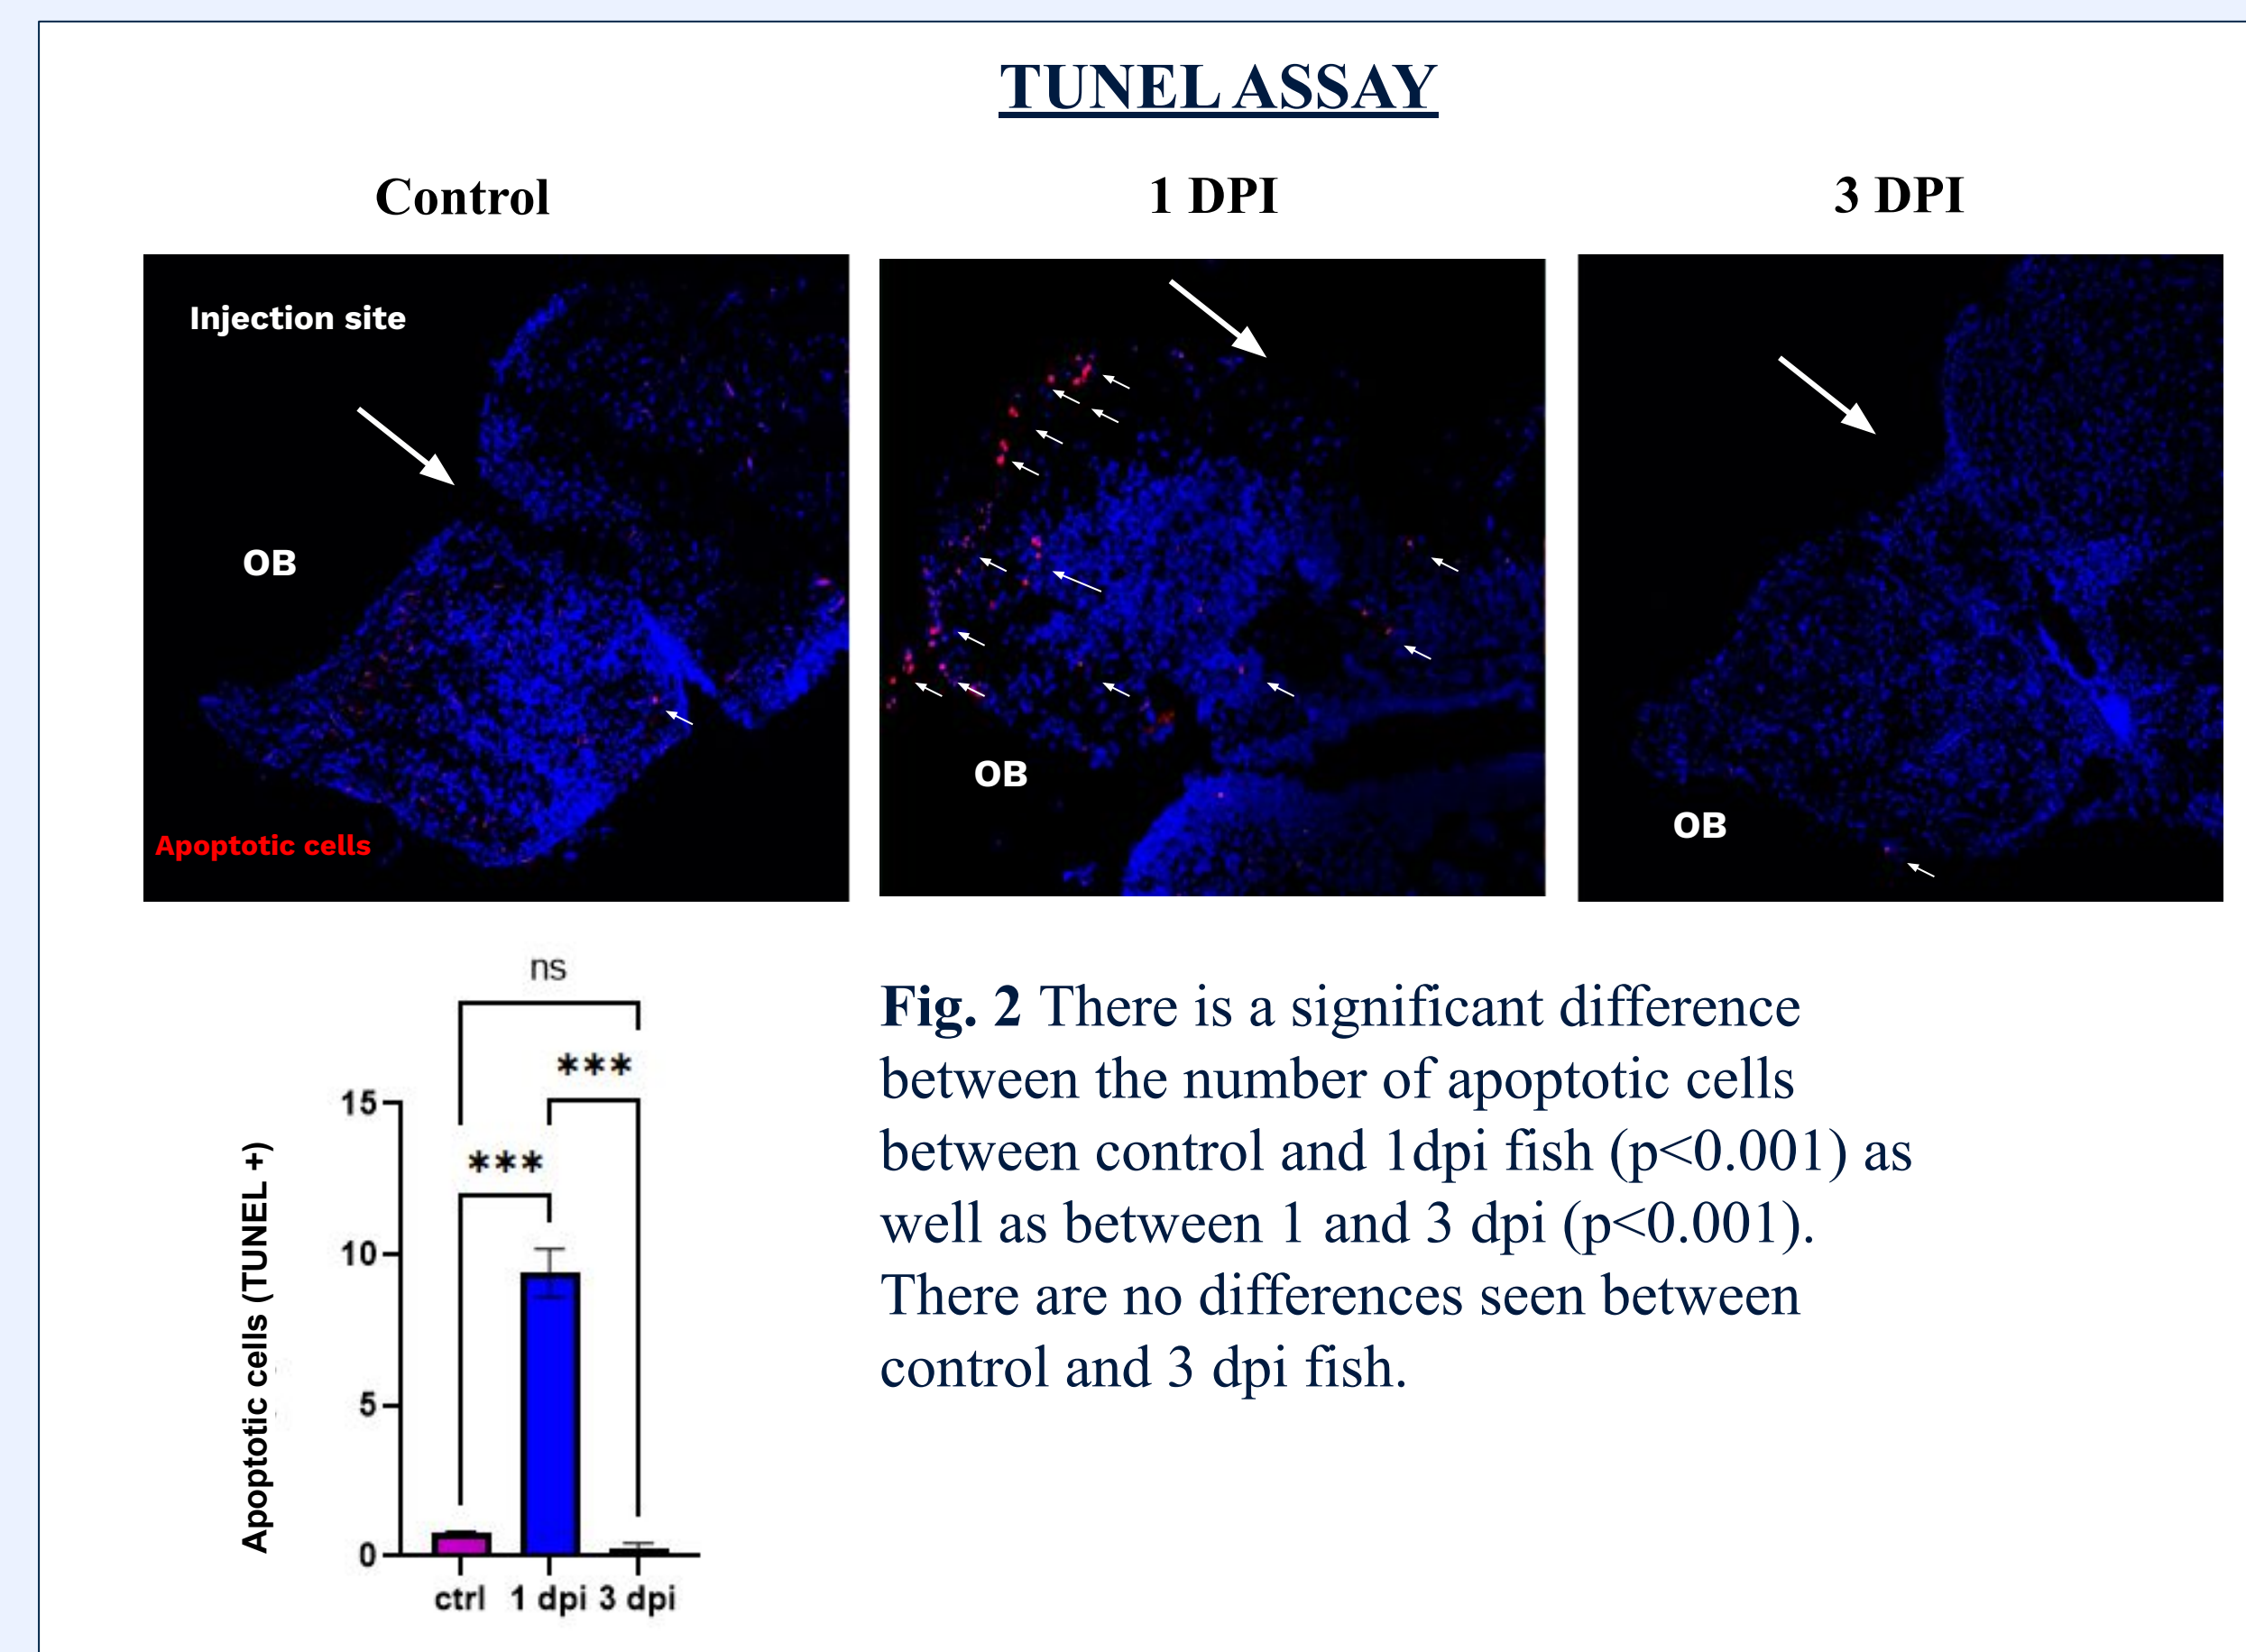 TUNEL ASSAY
Control
1 DPI
3 DPI
Injection site
OB
Apoptotic cells
OB
OB
ns
***
***
15
10
5
0
Apoptotic cells (TUNEL +)
ctrl
1 dpi
3 dpi
Fig. 2 There is a significant difference
between the number of apoptotic cells
between control and 1dpi fish (p<0.001) as
well as between 1 and 3 dpi (p<0.001).
There are no differences seen between
control and 3 dpi fish.